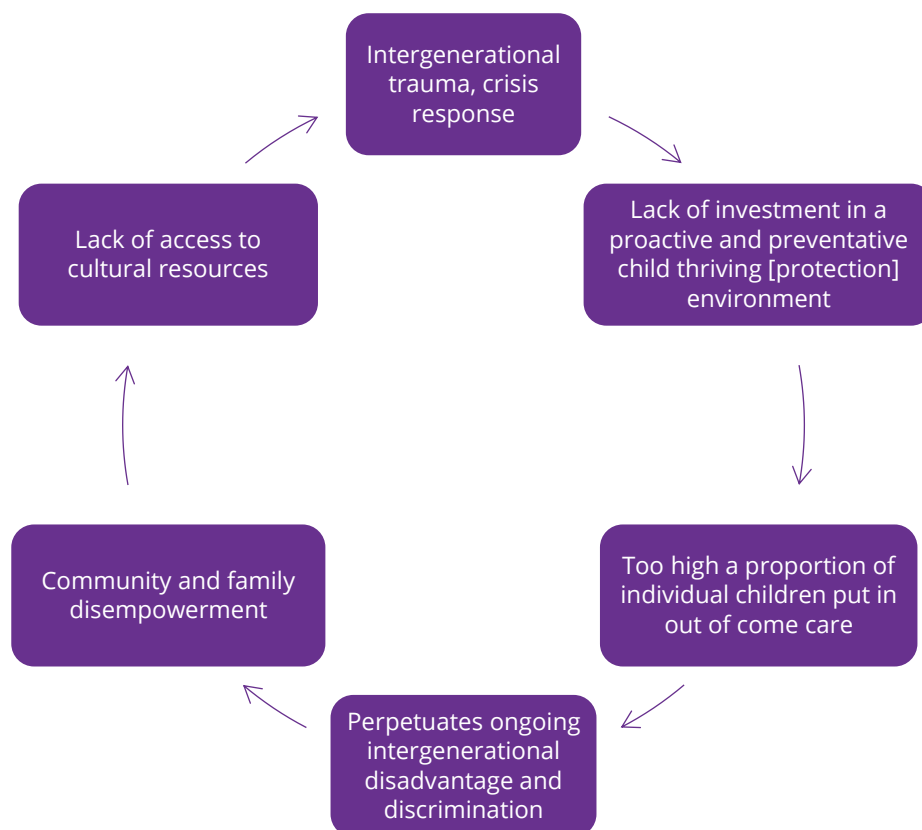 Intergenerational
trauma, crisis
response
Lack of investment in a
proactive and preventative
child thriving [protection]
environment
Too high a proportion of
individual children put in
out of come care
Perpetuates ongoing
intergenerational
disadvantage and
discrimination
Community and family
disempowerment
Lack of access to
cultural resources